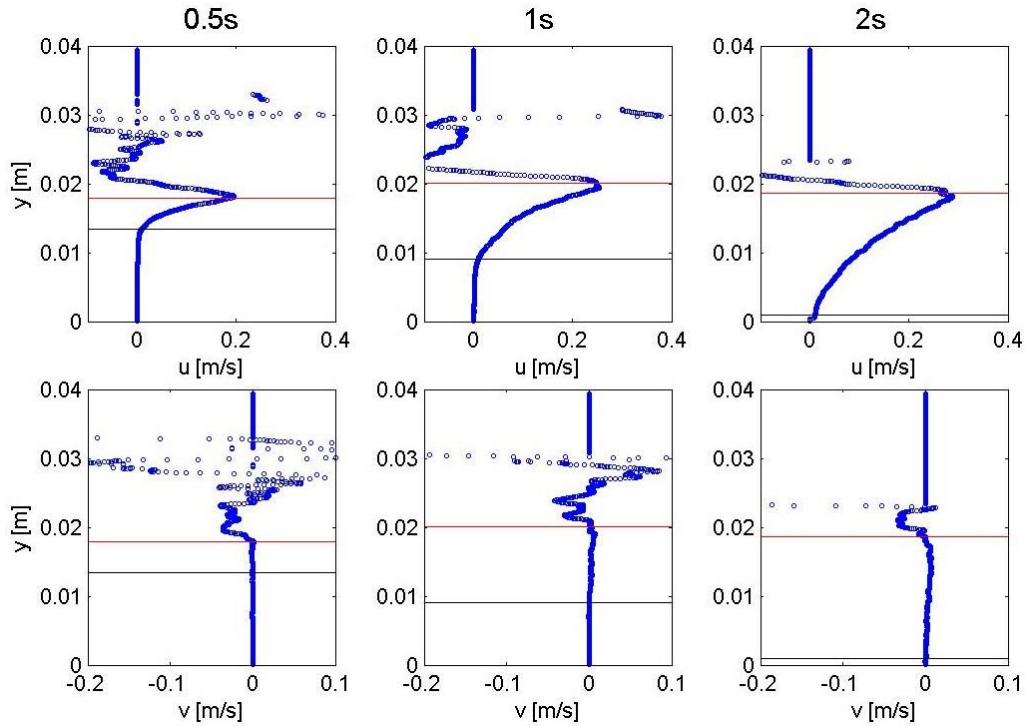 0.5s 1s 2s
0.04 0.04 0.04
0.03 0.03 0.03
y [m] 0.02 y [m] 0.02 y [m] 0.02
0.01 0.01 0.01
0 0 0
0 0.2 0.4 0 0.2 0.4 0 0.2 0.4
u [m/s] u [m/s] u [m/s]
0.04 0.04 0.04
0.03 0.03 0.03
y [m] 0.02 y [m] 0.02 y [m] 0.02
0.01 0.01 0.01
0 0 0
-0.2 -0.1 0 0.1 -0.2 -0.1 0 0.1 -0.2 -0.1 0 0.1
v [m/s] v [m/s] v [m/s]